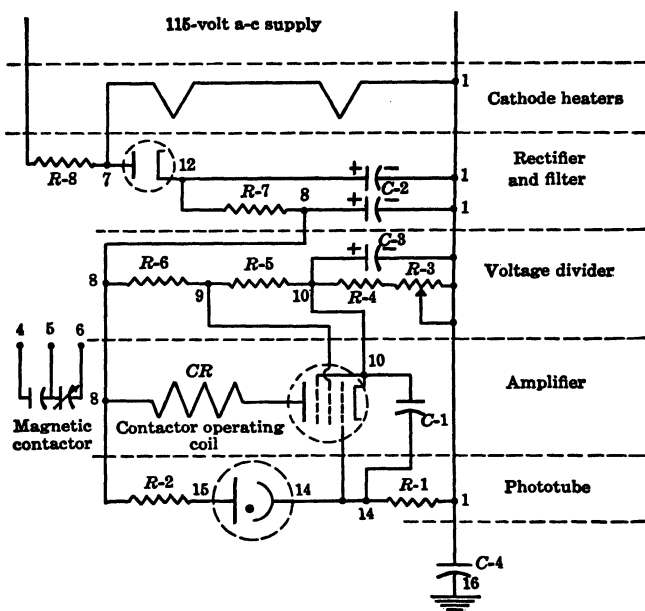 115-volt a-c supply
1
Cathode heaters
R-8
7
12
+
−
C-2
1
Rectifier
and filter
R-7
8
+
−
1
+
C-3
−
8
R-6
9
R-5
10
R-4
R-3
Voltage divider
4
5
6
10
Amplifier
8
CR
Magnetic
contactor
Contactor operating
coil
C-1
R-2
15
14
14
R-1
1
Phototube
C-4
16